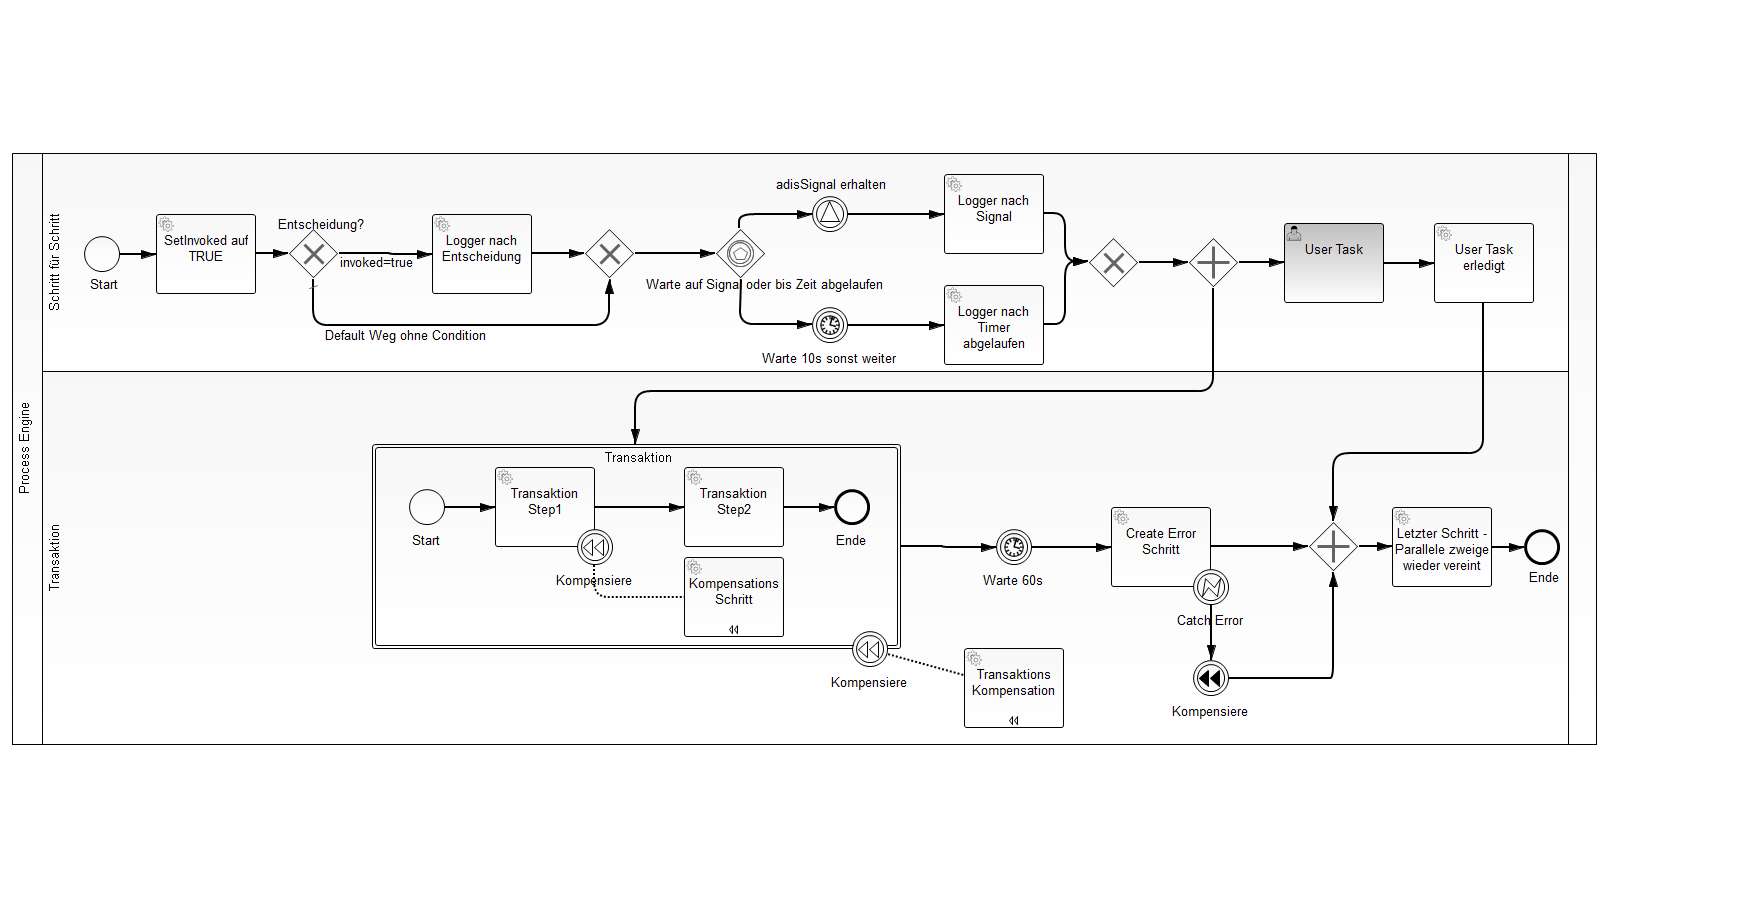 Process Engine
Schritt für Schritt
Start
SetInvoked auf
TRUE
Entscheidung?
invoked=true
Default Weg ohne Condition
Logger nach
Entscheidung
Warte auf Signal oder bis Zeit abgelaufen
adisSignal erhalten
Warte 10s sonst weiter
Logger nach
Signal
Logger nach
Timer
abgelaufen
User Task
User Task
erledigt
Transaktion
Transaktion
Start
Transaktion
Step1
Kompensiere
Transaktion
Step2
Kompensations
Schritt
Ende
Kompensiere
Transaktions
Kompensation
Warte 60s
Create Error
Schritt
Catch Error
Kompensiere
Letzter Schritt -
Parallele zweige
wieder vereint
Ende